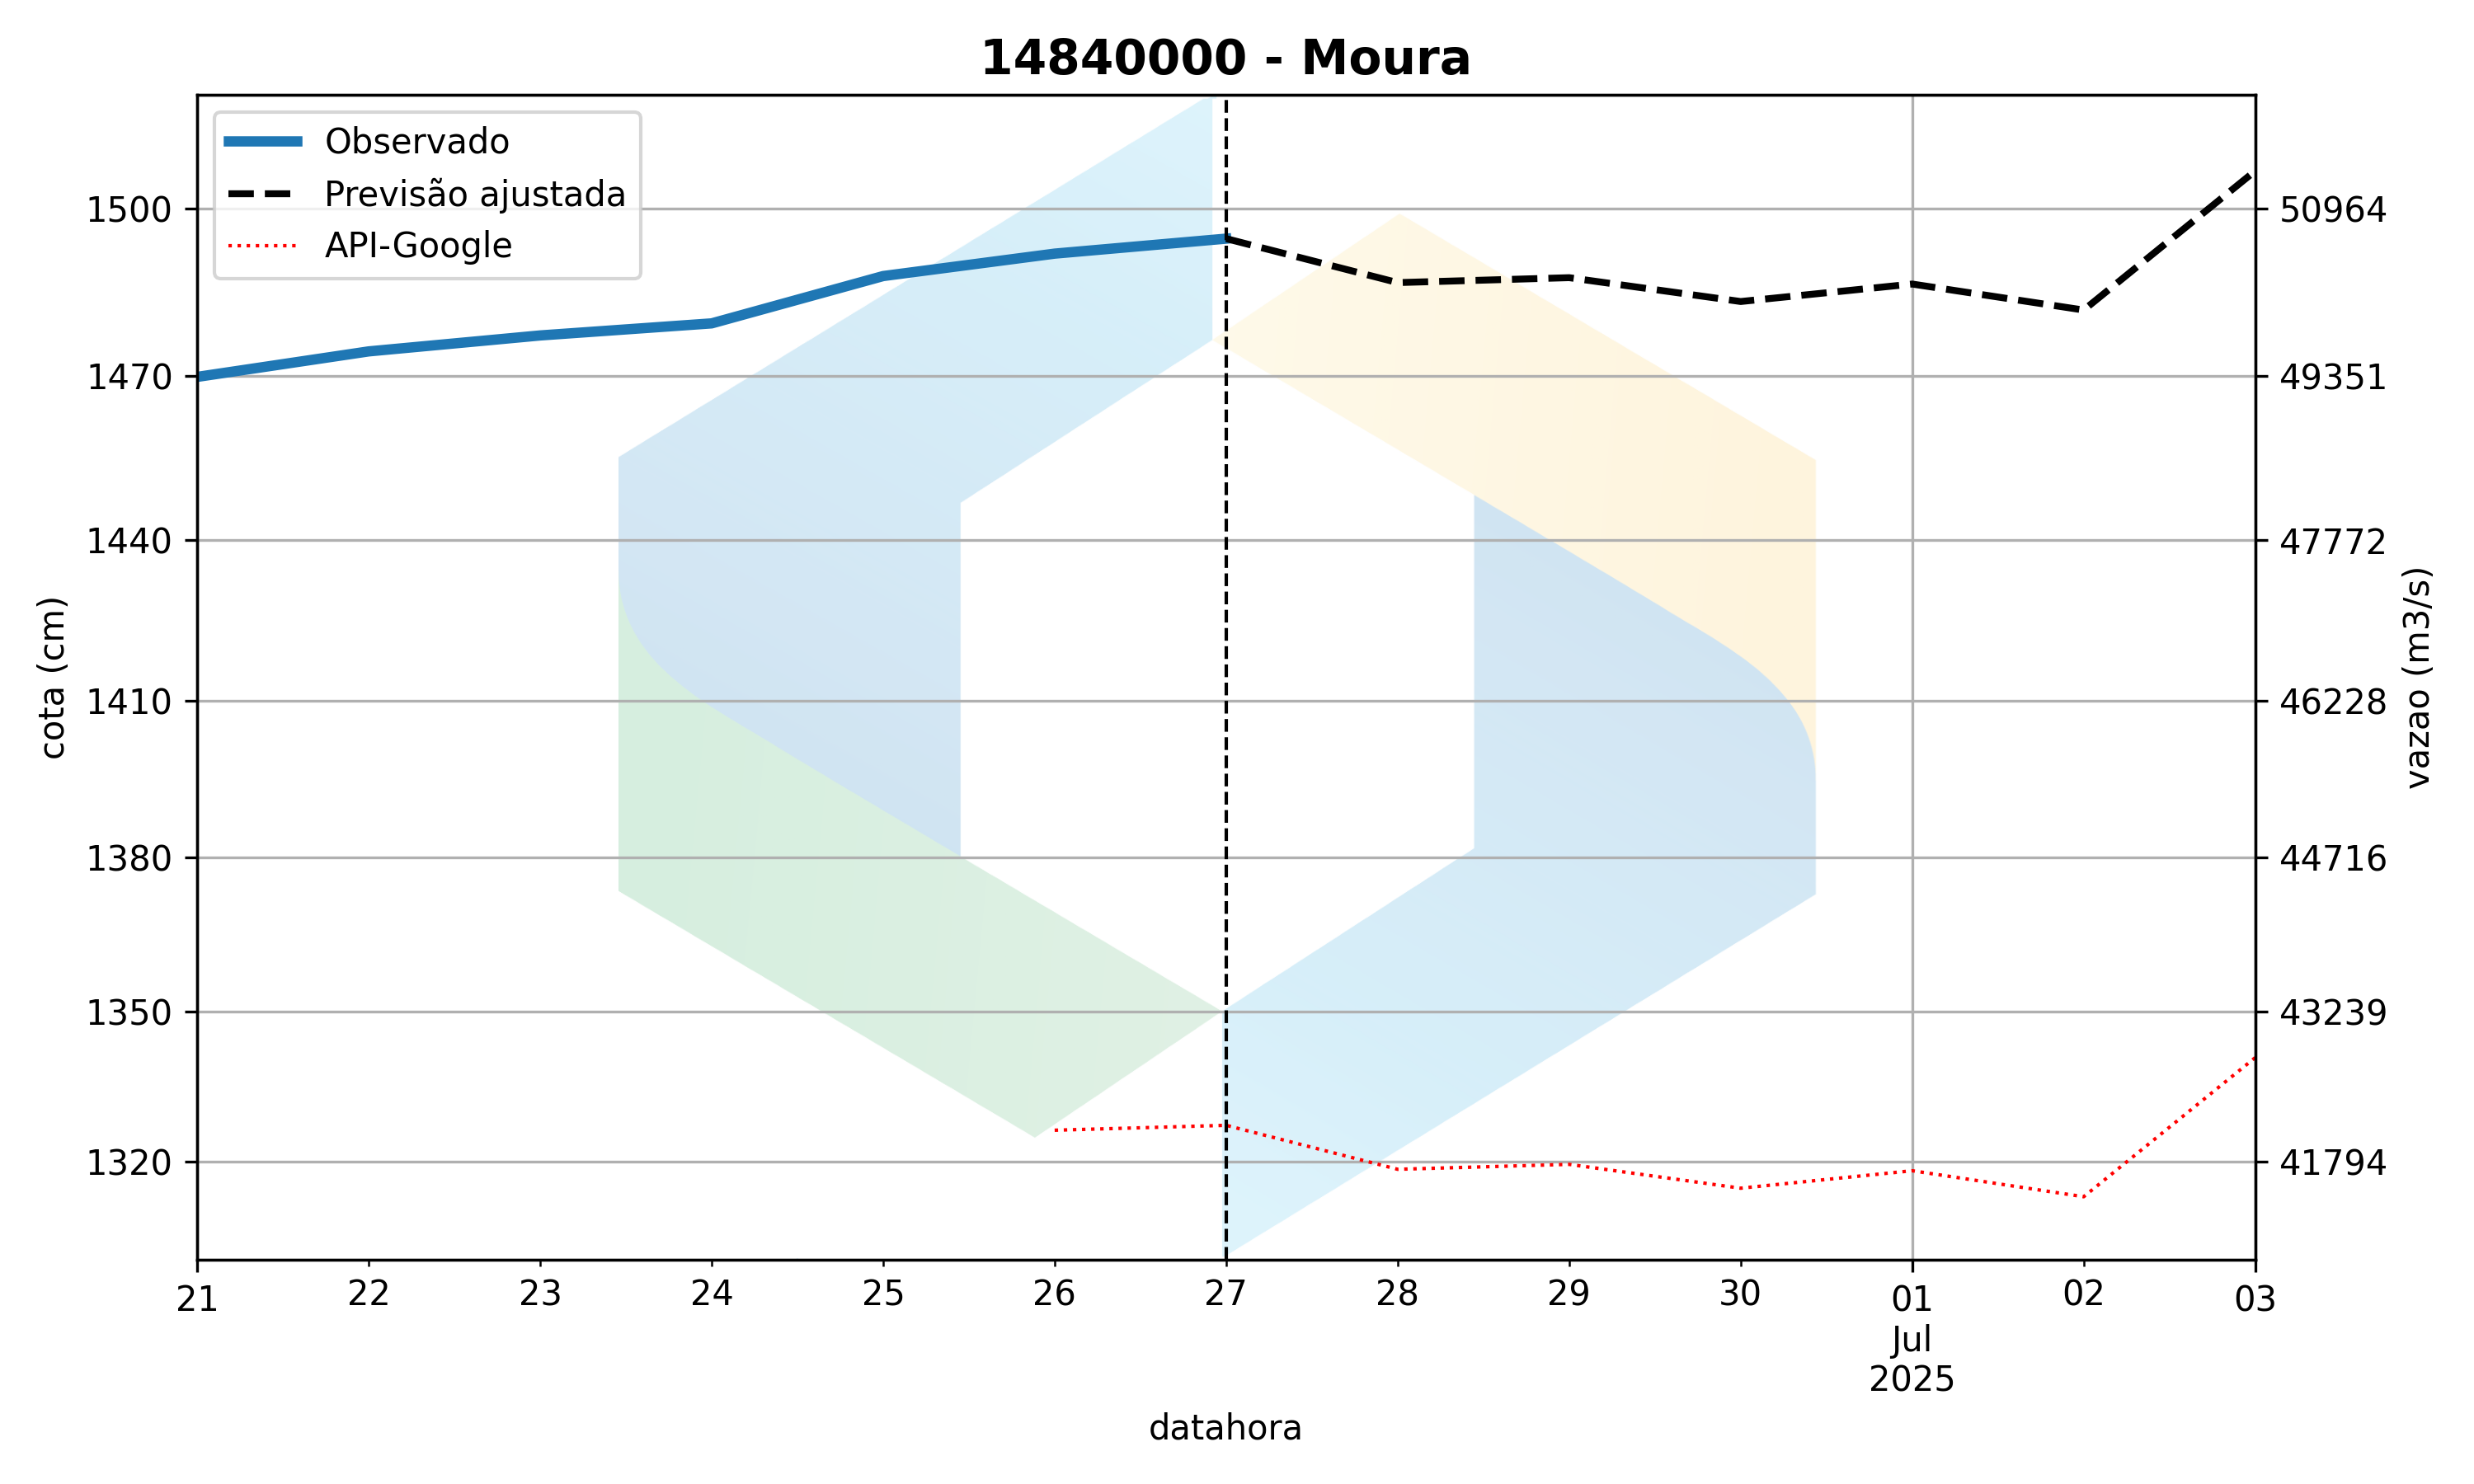 14840000 - Moura
Observado
Previsão ajustada
API-Google
1500
1470
1440
1410
1380
1350
1320
cota (cm)
50964
49351
47772
46228
44716
43239
41794
vazao (m3/s)
21 22 23 24 25 26 27 28 29 30 01 02 03
Jul
2025
datahora